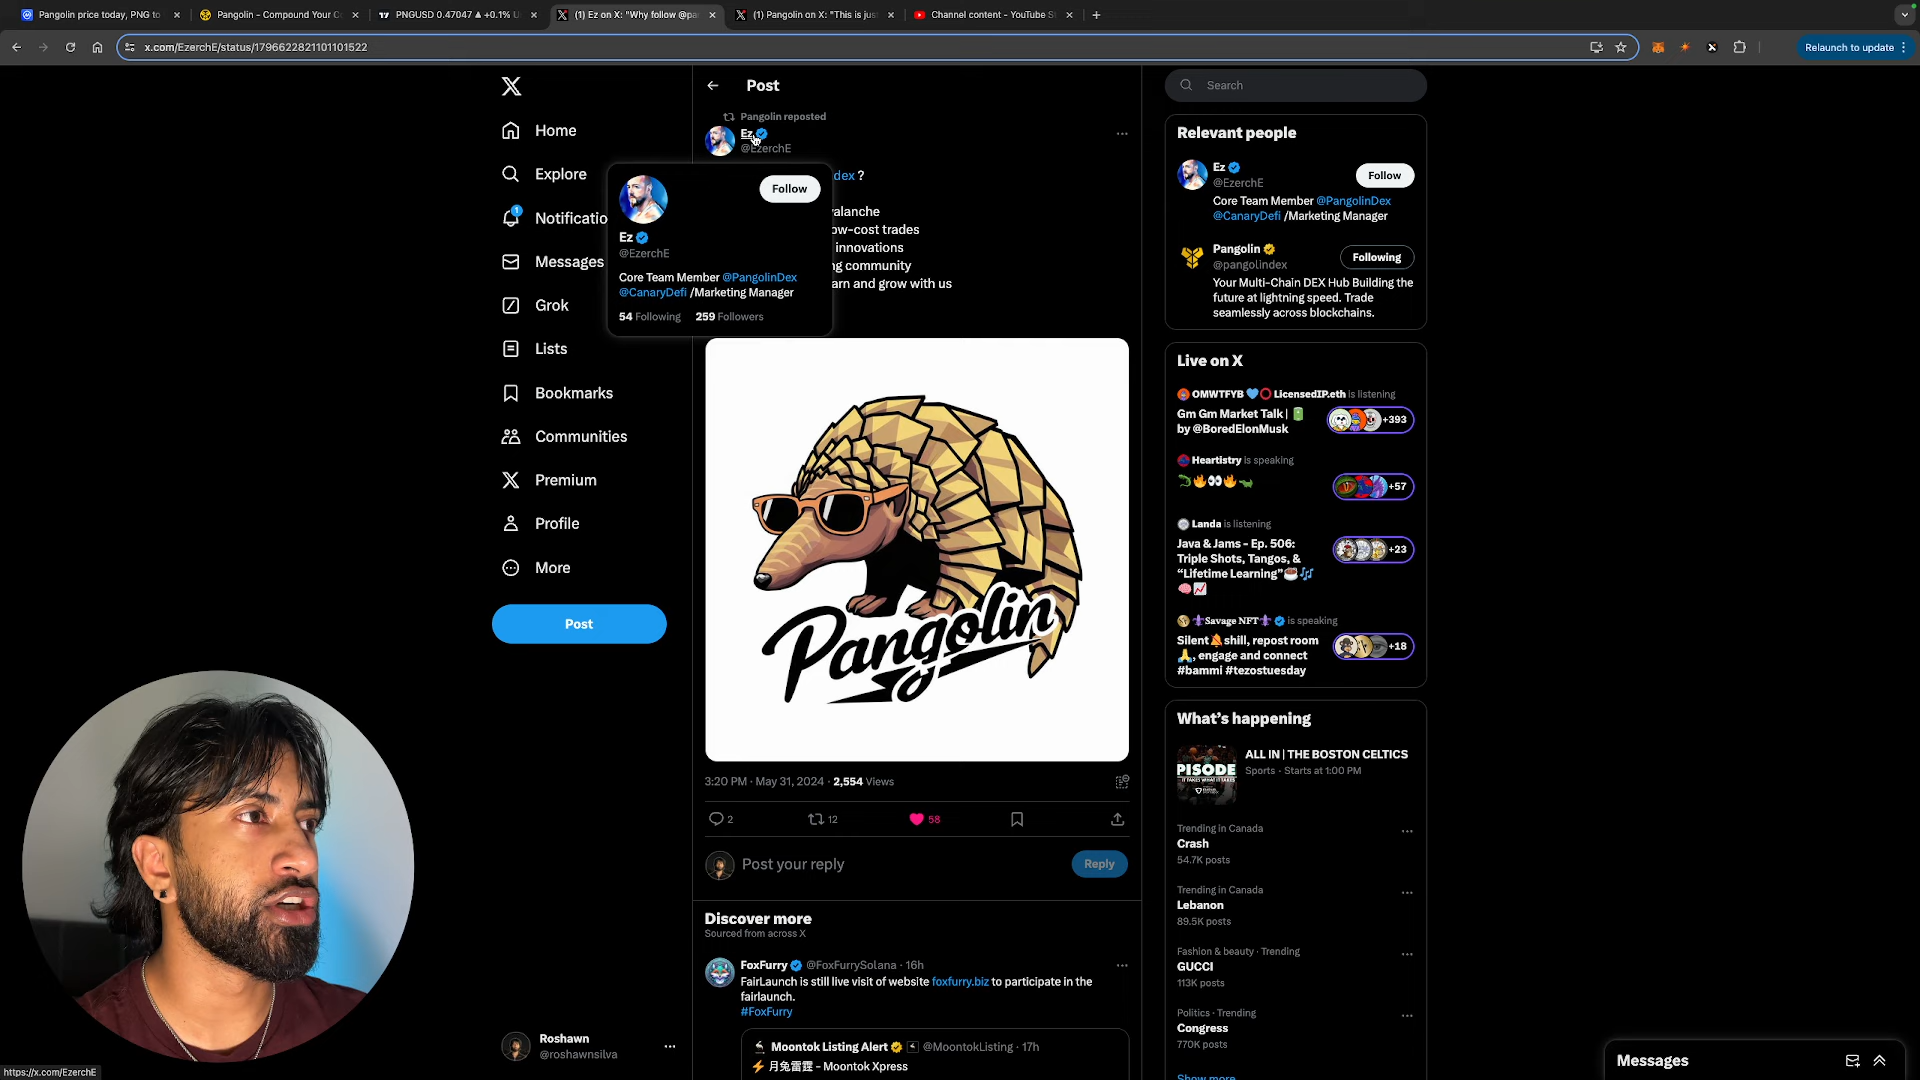 Pangolin price today, PNG to
Pangolin - Compound Your C
PNGUSD 0.47047 ▲ +0.1% U
(1) Ez on X: "Why follow @pa
(1) Pangolin on X: "This is jus
Channel content - YouTube S
x.com/EzerchE/status/1796622821101101522
Relaunch to update
Home
Explore
Notificatio
1
Messages
Grok
Lists
Bookmarks
Communities
Premium
Profile
More
Post
Roshawn
@roshawnsilva
https://x.com/EzerchE
Post
Pangolin reposted
Ez
@EzerchE
dex ?
alanche
ow-cost trades
innovations
ng community
arn and grow with us
Follow
Ez
@EzerchE
Core Team Member @PangolinDex
@CanaryDefi /Marketing Manager
54 Following 259 Followers
Pangolin
3:20 PM · May 31, 2024 · 2,554 Views
2
12
58
Post your reply
Reply
Discover more
Sourced from across X
FoxFurry @FoxFurrySolana · 16h
FairLaunch is still live visit of website foxfurry.biz to participate in the
fairlaunch.
#FoxFurry
Moontok Listing Alert @MoontokListing · 17h
⚡ 月兔雷霆 - Moontok Xpress
Search
Relevant people
Ez
@EzerchE
Follow
Core Team Member @PangolinDex
@CanaryDefi /Marketing Manager
Pangolin
@pangolindex
Following
Your Multi-Chain DEX Hub Building the
future at lightning speed. Trade
seamlessly across blockchains.
Live on X
OMWTFYB 💙⭕ LicensedIP.eth is listening
Gm Gm Market Talk | 🔋
by @BoredElonMusk
+393
Heartistry is speaking
🐉🔥👀🔥🐊
+57
Landa is listening
Java & Jams - Ep. 506:
Triple Shots, Tangos, &
“Lifetime Learning”☕🎶
🧠📈
+23
⚜Savage NFT⚜ is speaking
Silent🔔shill, repost room
🙏, engage and connect
#bammi #tezostuesday
+18
What’s happening
PISODE
ALL IN | THE BOSTON CELTICS
Sports · Starts at 1:00 PM
Trending in Canada
Crash
54.7K posts
Trending in Canada
Lebanon
89.5K posts
Fashion & beauty · Trending
GUCCI
113K posts
Politics · Trending
Congress
770K posts
Show more
Messages